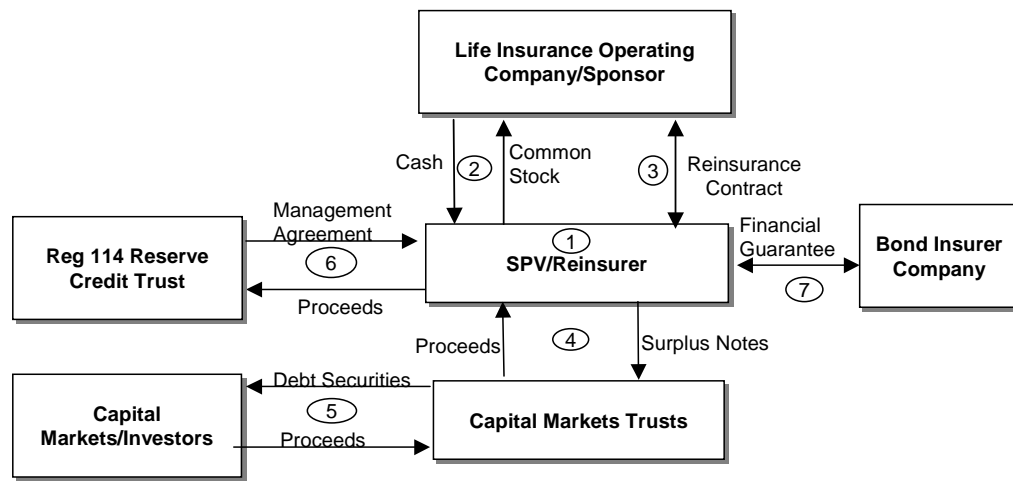 Life Insurance Operating
Company/Sponsor
Cash
2
Common
Stock
3
Reinsurance
Contract
Management
Agreement
6
Proceeds
Reg 114 Reserve
Credit Trust
1
SPV/Reinsurer
Financial
Guarantee
7
Bond Insurer
Company
Proceeds
4
Surplus Notes
Capital
Markets/Investors
Debt Securities
5
Proceeds
Capital Markets Trusts